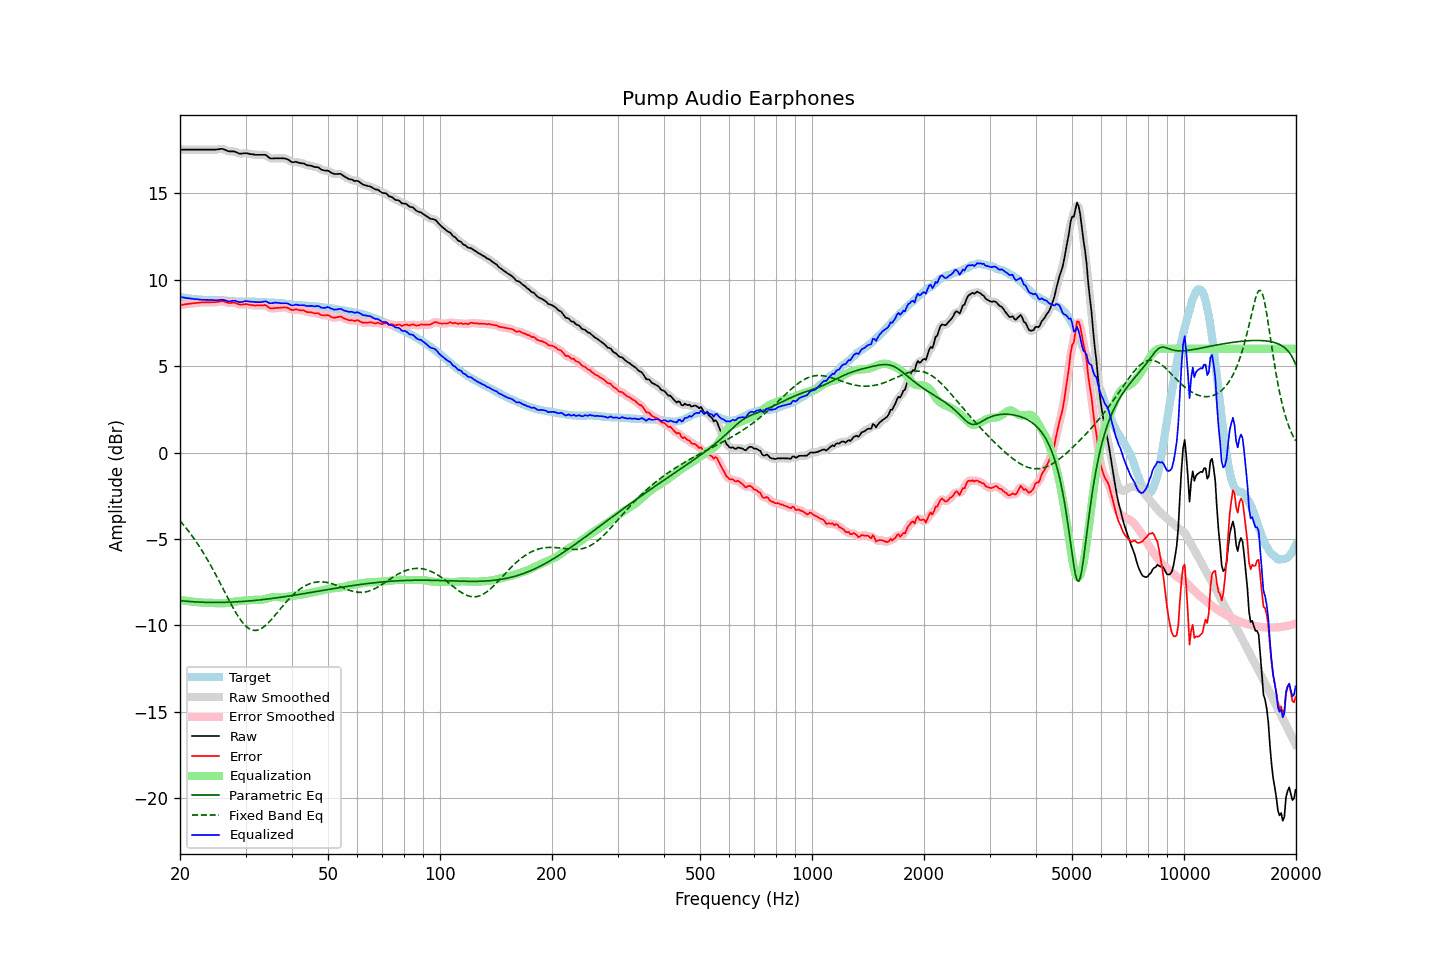 Pump Audio Earphones
Amplitude (dBr)
15
10
5
0
−5
−10
−15
−20
Target
Raw Smoothed
Error Smoothed
Raw
Error
Equalization
Parametric Eq
Fixed Band Eq
Equalized
20 50 100 200 500 1000 2000 5000 10000 20000
Frequency (Hz)